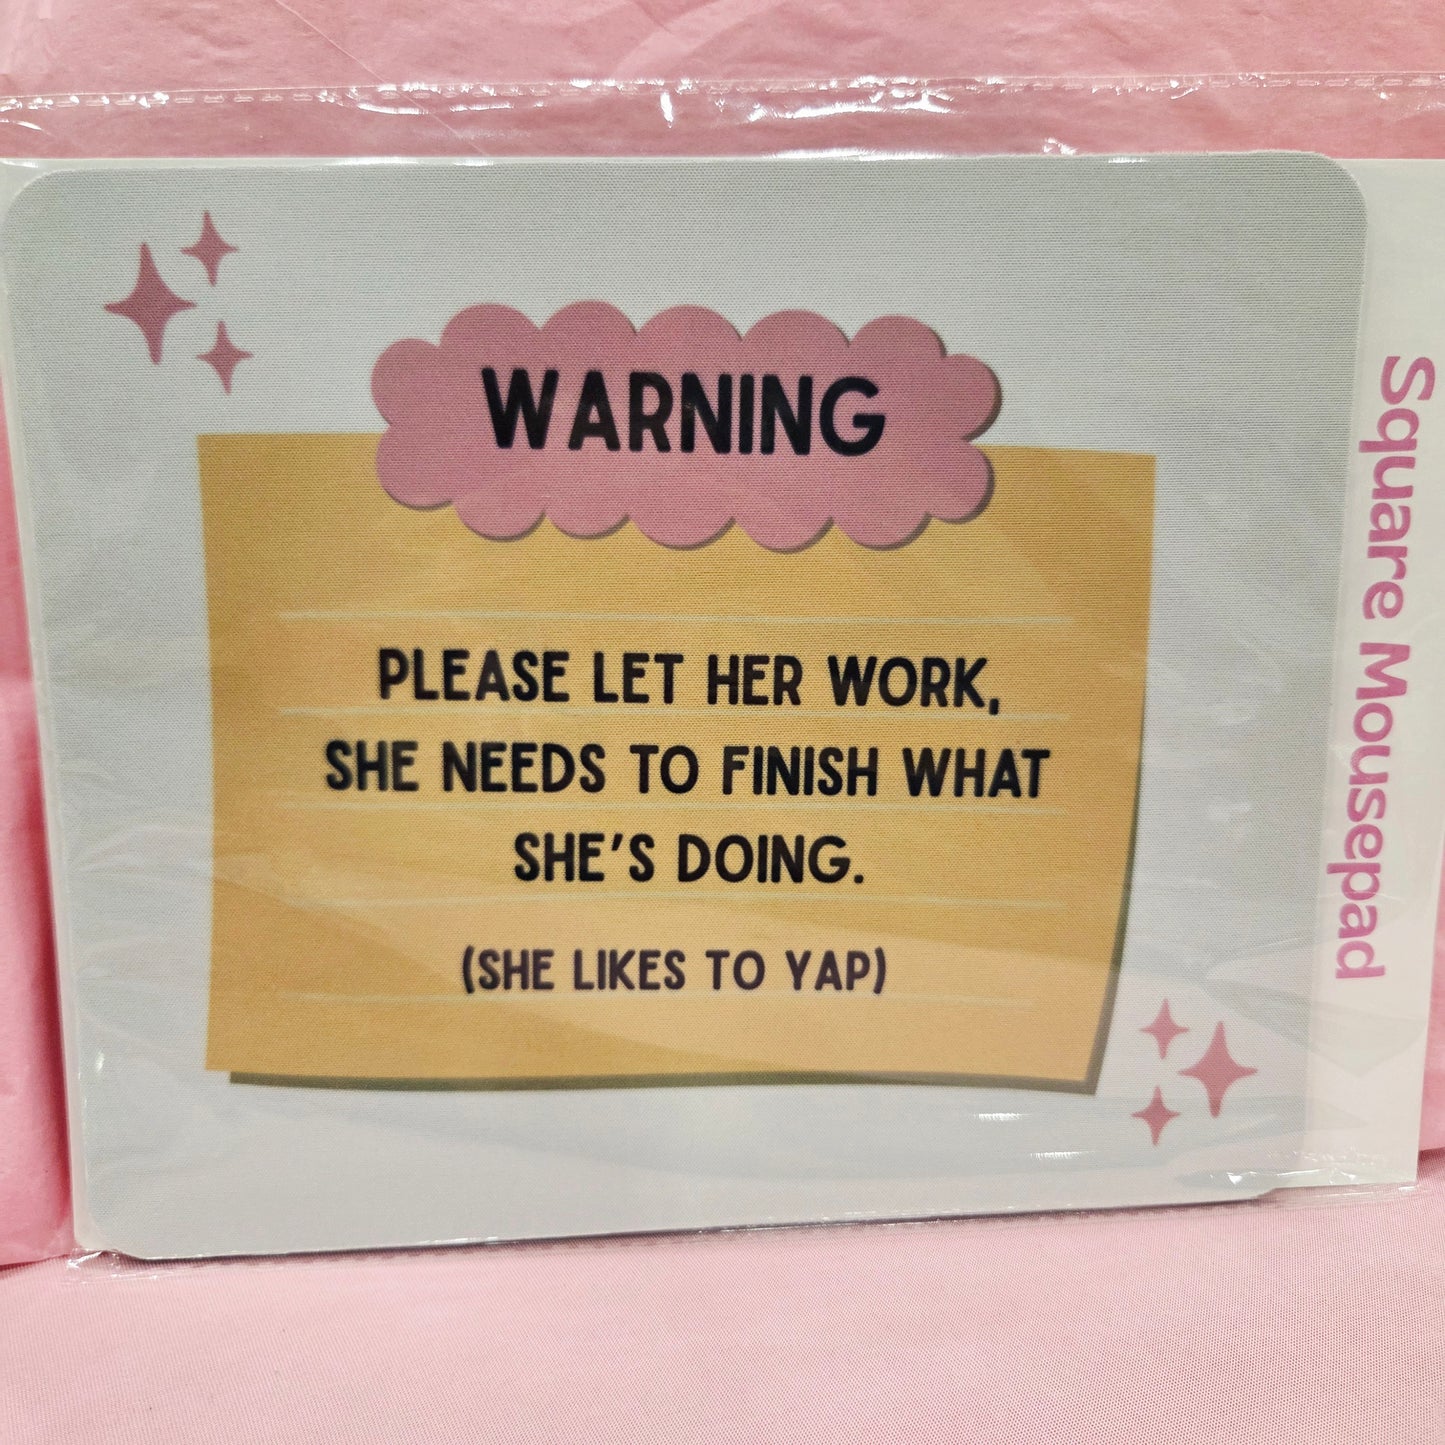 WARNING
PLEASE LET HER WORK,
SHE NEEDS TO FINISH WHAT
SHE'S DOING.
(SHE LIKES TO YAP)
Square Mousepad